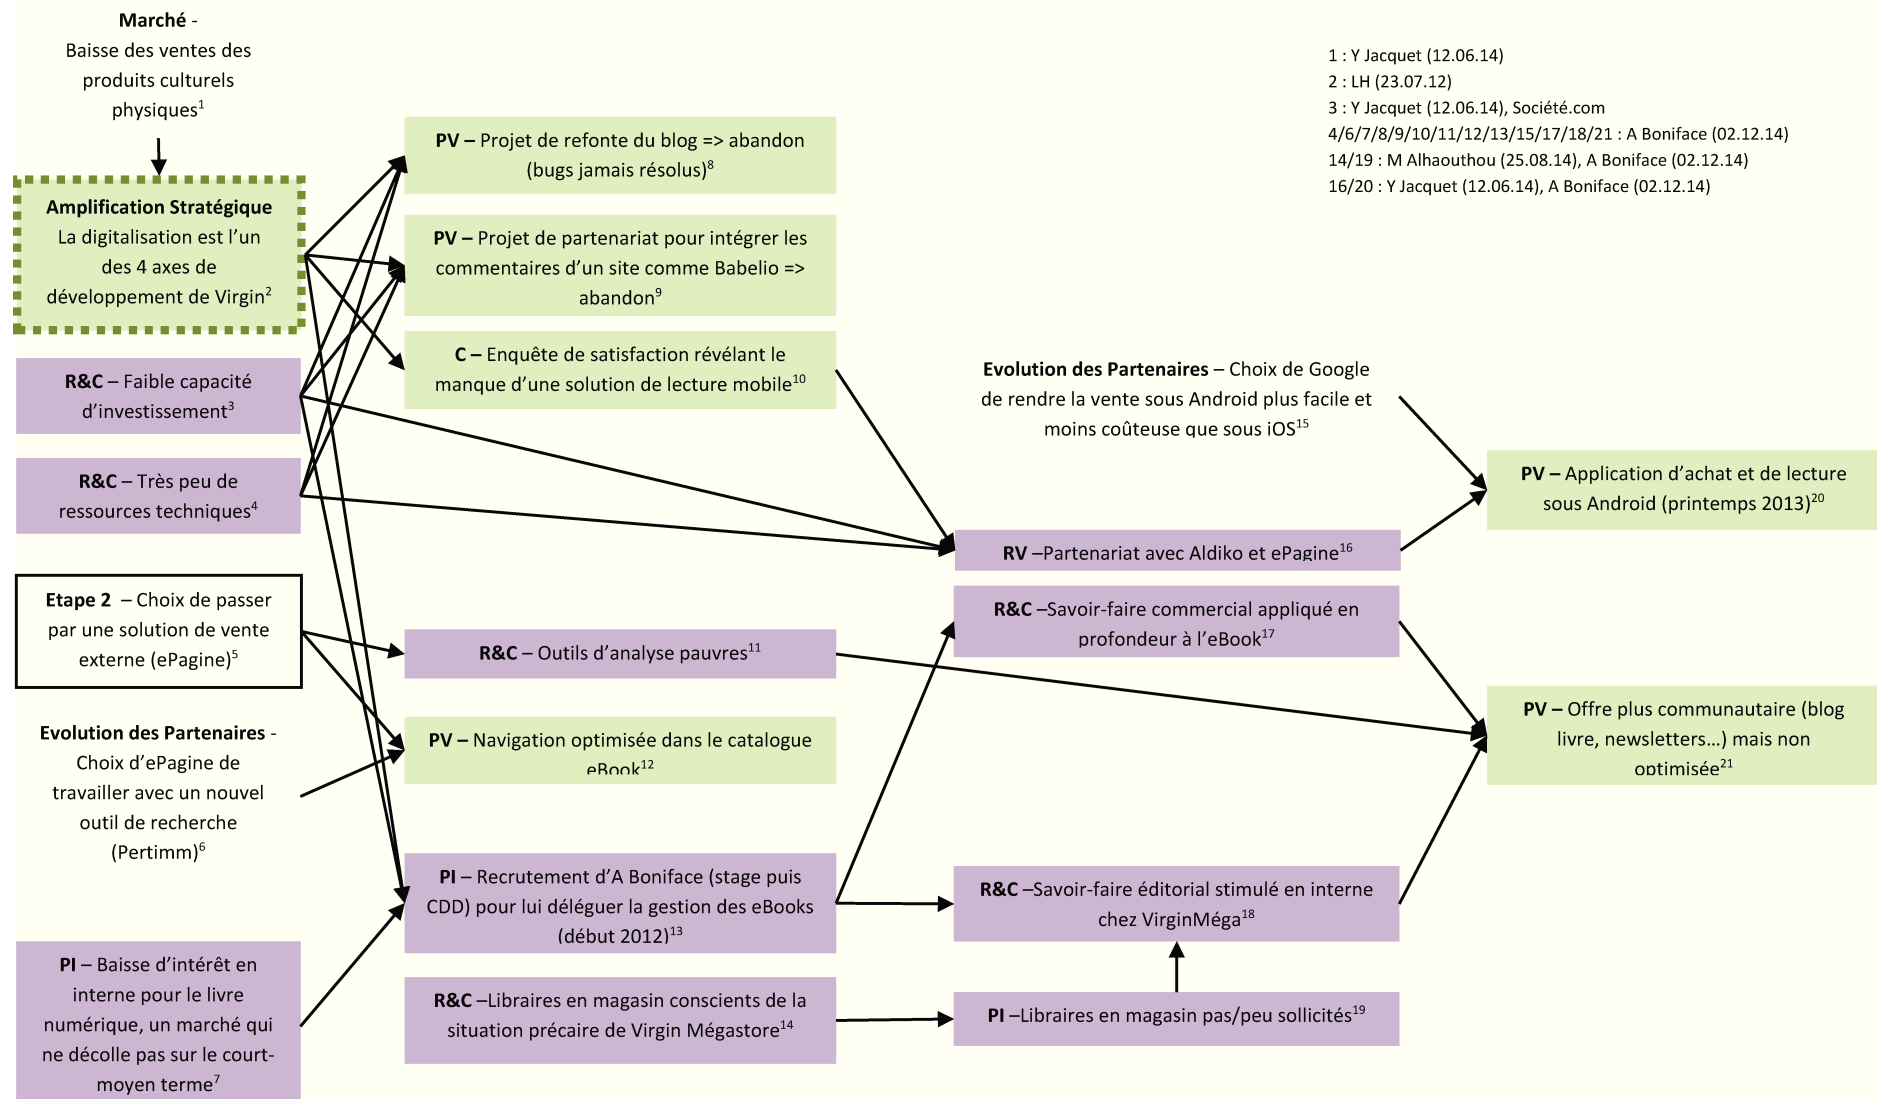 Marché -
Baisse des ventes des
produits culturels
physiques1
Amplification Stratégique
La digitalisation est l’un
des 4 axes de
développement de Virgin2
R&C – Faible capacité
d’investissement3
R&C – Très peu de
ressources techniques4
Etape 2 – Choix de passer
par une solution de vente
externe (ePagine)5
Evolution des Partenaires -
Choix d’ePagine de
travailler avec un nouvel
outil de recherche
(Pertimm)6
PI – Baisse d’intérêt en
interne pour le livre
numérique, un marché qui
ne décolle pas sur le court-
moyen terme7
PV – Projet de refonte du blog => abandon
(bugs jamais résolus)8
PV – Projet de partenariat pour intégrer les
commentaires d’un site comme Babelio =>
abandon9
C – Enquête de satisfaction révélant le
manque d’une solution de lecture mobile10
R&C – Outils d’analyse pauvres11
PV – Navigation optimisée dans le catalogue
eBook12
PI – Recrutement d’A Boniface (stage puis
CDD) pour lui déléguer la gestion des eBooks
(début 2012)13
R&C –Libraires en magasin conscients de la
situation précaire de Virgin Mégastore14
Evolution des Partenaires – Choix de Google
de rendre la vente sous Android plus facile et
moins coûteuse que sous iOS15
RV –Partenariat avec Aldiko et ePagine16
R&C –Savoir-faire commercial appliqué en
profondeur à l’eBook17
R&C –Savoir-faire éditorial stimulé en interne
chez VirginMéga18
PI –Libraires en magasin pas/peu sollicités19
1 : Y Jacquet (12.06.14)
2 : LH (23.07.12)
3 : Y Jacquet (12.06.14), Société.com
4/6/7/8/9/10/11/12/13/15/17/18/21 : A Boniface (02.12.14)
14/19 : M Alhaouthou (25.08.14), A Boniface (02.12.14)
16/20 : Y Jacquet (12.06.14), A Boniface (02.12.14)
PV – Application d’achat et de lecture
sous Android (printemps 2013)20
PV – Offre plus communautaire (blog
livre, newsletters…) mais non
optimisée21